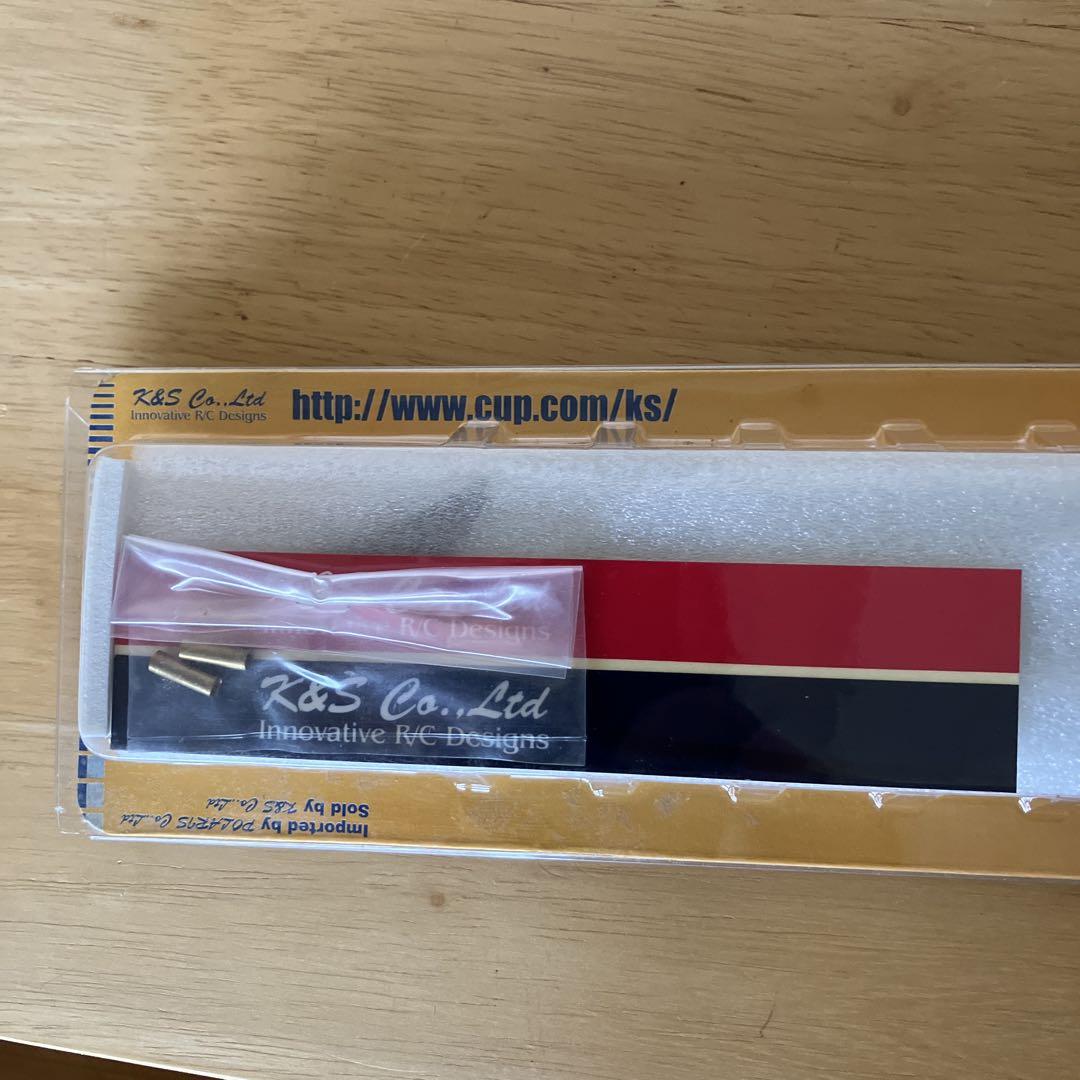 K&S Co.,Ltd
Innovative R/C Designs
http://www.cup.com/ks/
R/C Designs
K&S Co.,Ltd
Innovative R/C Designs
Imported by POLARIS Co.,Ltd
Sold by K&S Co.,Ltd